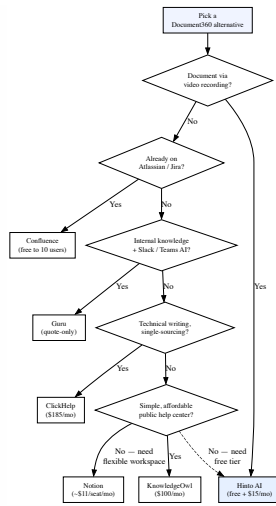 Pick a
Document360 alternative
Document via
video recording?
No
Already on
Atlassian / Jira?
Yes
No
Confluence
(free to 10 users)
Internal knowledge
+ Slack / Teams AI?
Yes
No
Yes
Guru
(quote-only)
Technical writing,
single-sourcing?
Yes
No
ClickHelp
($185/mo)
Simple, affordable
public help center?
No — need
flexible workspace
Yes
No — need
free tier
Notion
(~$11/seat/mo)
KnowledgeOwl
($100/mo)
Hinto AI
(free + $15/mo)